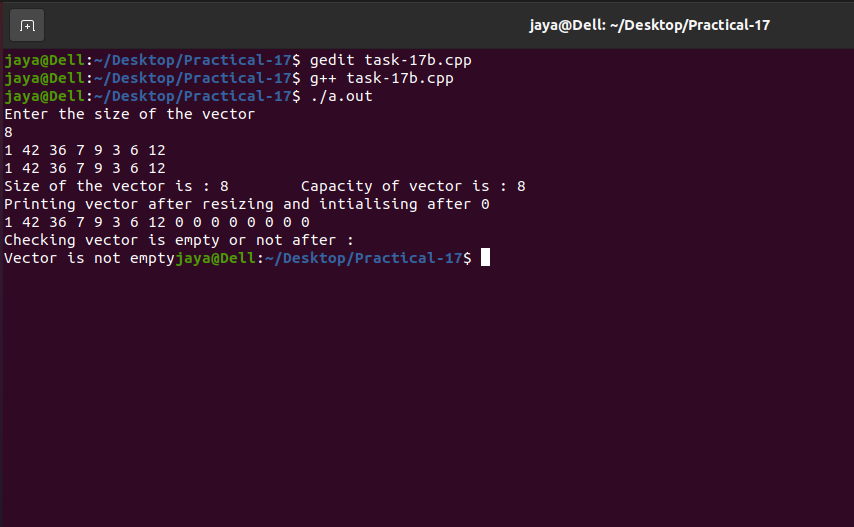 jaya@Dell: ~/Desktop/Practical-17
jaya@Dell:~/Desktop/Practical-17$ gedit task-17b.cpp
jaya@Dell:~/Desktop/Practical-17$ g++ task-17b.cpp
jaya@Dell:~/Desktop/Practical-17$ ./a.out
Enter the size of the vector
8
1 42 36 7 9 3 6 12
1 42 36 7 9 3 6 12
Size of the vector is : 8        Capacity of vector is : 8
Printing vector after resizing and intialising after 0
1 42 36 7 9 3 6 12 0 0 0 0 0 0 0 0
Checking vector is empty or not after :
Vector is not emptyjaya@Dell:~/Desktop/Practical-17$